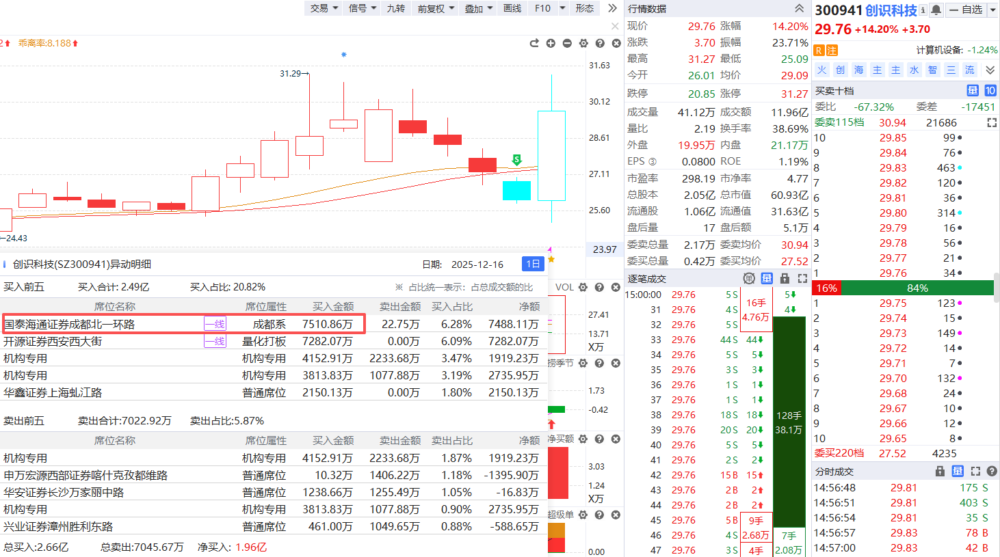 交易 信号 九转 前复权 叠加 画线 F10 形态
2 乖离率:8.188
31.63
30.12
28.61
27.11
25.60
23.97
31.29
24.43
S
创识科技(SZ300941)异动明细 日期: 2025-12-16 1日
买入前五 买入合计: 2.49亿 买入占比: 20.82% ※ 占比统一表示：占总成交额的比
席位名称 席位属性 买入金额 卖出金额 买入占比 净额
国泰海通证券成都北一环路 一线 成都系 7510.86万 22.75万 6.28% 7488.11万
开源证券西安西大街 一线 量化打板 7282.07万 0.00万 6.09% 7282.07万
机构专用 机构专用 4152.91万 2233.68万 3.47% 1919.23万
机构专用 机构专用 3813.83万 1077.88万 3.19% 2735.95万
华鑫证券上海虬江路 普通席位 2150.13万 0.00万 1.80% 2150.13万
卖出前五 卖出合计:7022.92万 卖出占比:5.87%
席位名称 席位属性 买入金额 卖出金额 卖出占比 净额
机构专用 机构专用 4152.91万 2233.68万 1.87% 1919.23万
申万宏源西部证券喀什克孜都维路 普通席位 10.32万 1406.22万 1.18% -1395.90万
华安证券长沙万家丽中路 普通席位 1238.66万 1255.49万 1.05% -16.83万
机构专用 机构专用 3813.83万 1077.88万 0.90% 2735.95万
兴业证券漳州胜利东路 普通席位 461.00万 1049.65万 0.88% -588.65万
总买入:2.66亿 总卖出:7045.67万 净买入: 1.96亿
VOL
27.41
13.71
X万
捞季节
1.73
-0.42
净买额
3.03
1.24
X万
超级单
0.00
行情数据
现价 29.76 涨幅 14.20%
涨跌 3.70 振幅 23.71%
最高 31.27 最低 25.09
今开 26.01 均价 29.09
跌停 20.85 涨停 31.27
成交量 41.12万 成交额 11.96亿
量比 2.19 换手率 38.69%
外盘 19.95万 内盘 21.17万
EPS ③ 0.0800 ROE 1.19%
市盈率 298.19 市净率 4.77
总股本 2.05亿 总市值 60.93亿
流通股 1.06亿 流通值 31.63亿
盘后量 17 盘后额 5.1万
委卖总量 2.17万 委卖均价 30.94
委买总量 0.42万 委买均价 27.52
逐笔成交 单 量
15:00:00 29.76 5 S 5
31 29.76 4 S 4
32 29.76 5 S
33 29.76 44 S 44
34 29.76 5 S 5
35 29.76 3 S 3
36 29.76 1 S 1
37 29.76 1 S 1
38 29.76 18 S 18
39 29.76 20 S 20
40 29.76 5 S 5
41 29.76 2 S 2
42 29.76 15 B 15
43 29.76 2 B 2
44 29.76 2 B 2
45 29.76 5 B
46 29.76 4 S
47 29.76 3 S
16手
4.76万
128手
38.1万
9手
2.68万
4手
7手
2.08万
300941 创识科技 自选
29.76 +14.20% +3.70
R 注 计算机设备: -1.24%
火 创 海 主 主 水 智 三 流
买卖十档 量 10
委比 -67.32% 委差 -17451
委卖115档 30.94 21686
10 29.85 99
9 29.84 76
8 29.83 463
7 29.82 120
6 29.81 36
5 29.80 314
4 29.79 16
3 29.78 56
2 29.77 21
1 29.76 34
16% 84%
1 29.75 123
2 29.74 15
3 29.73 149
4 29.72 14
5 29.71 7
6 29.70 132
7 29.68 24
8 29.67 10
9 29.66 12
10 29.65 8
委买220档 27.52 4235
分时成交 量
14:56:48 29.81 175 S
14:56:51 29.81 403 S
14:56:54 29.81 35 S
14:56:57 29.83 78 B
14:57:00 29.83 42 B